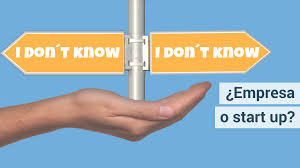 I DON´T KNOW
I DON´T KNOW
¿Empresa
o start up?